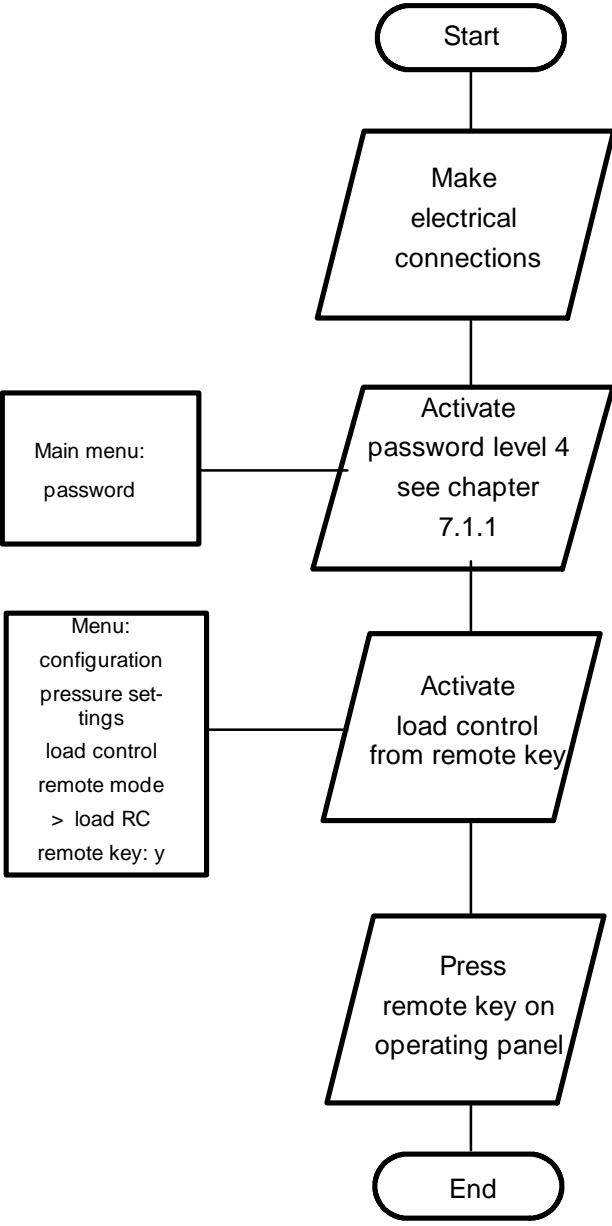 Start
Make
electrical
connections
Activate
password level 4
see chapter
7.1.1
Main menu:
password
Menu:
configuration
pressure set-
tings
load control
remote mode
> load RC
remote key: y
Activate
load control
from remote key
Press
remote key on
operating panel
End